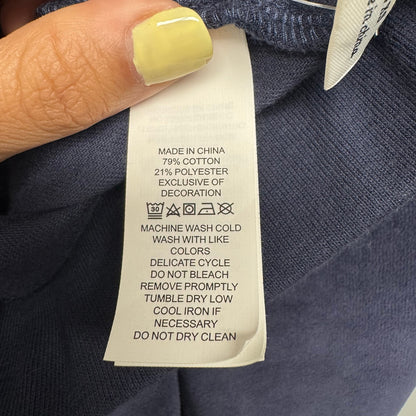 MADE IN CHINA
79% COTTON
21% POLYESTER
EXCLUSIVE OF
DECORATION
30
MACHINE WASH COLD
WASH WITH LIKE
COLORS
DELICATE CYCLE
DO NOT BLEACH
REMOVE PROMPTLY
TUMBLE DRY LOW
COOL IRON IF
NECESSARY
DO NOT DRY CLEAN